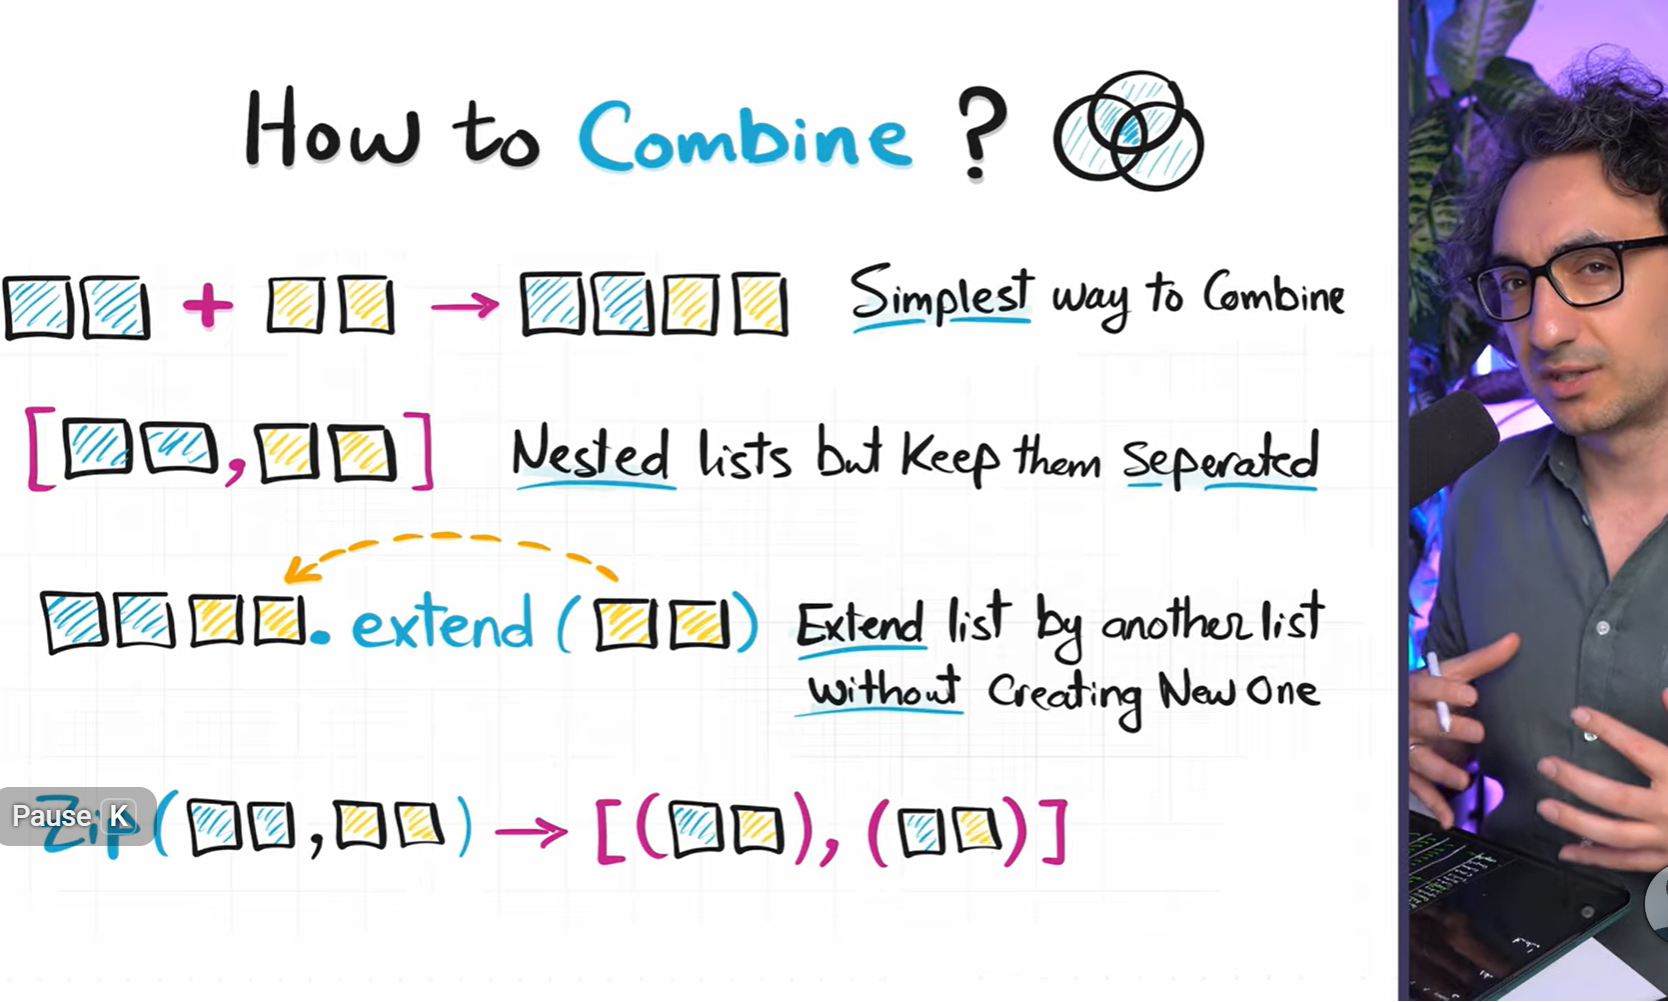 How to Combine ?
+ → Simplest way to Combine
[ , ] Nested lists but Keep them Seperated
. extend ( ) Extend list by another list
without Creating New One
Zip ( , ) → [ ( ) , ( ) ]
Pause K